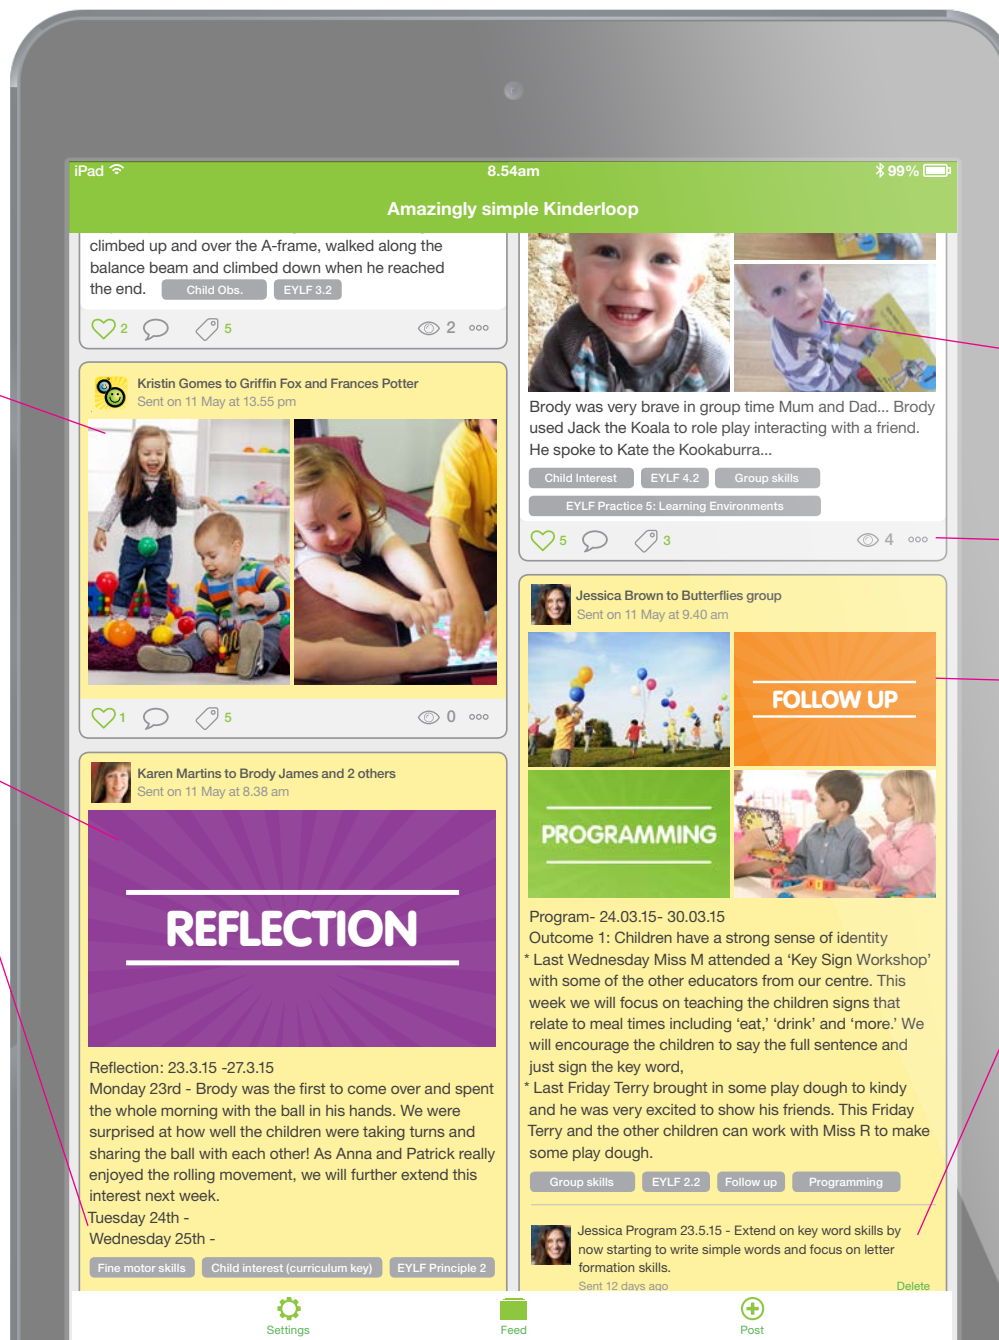 iPad
8.54am
99%
Amazingly simple Kinderloop
climbed up and over the A-frame, walked along the
balance beam and climbed down when he reached
the end. Child Obs. EYLF 3.2
2 5 2
Kristin Gomes to Griffin Fox and Frances Potter
Sent on 11 May at 13.55 pm
1 5 0
Karen Martins to Brody James and 2 others
Sent on 11 May at 8.38 am
REFLECTION
Reflection: 23.3.15 -27.3.15
Monday 23rd - Brody was the first to come over and spent
the whole morning with the ball in his hands. We were
surprised at how well the children were taking turns and
sharing the ball with each other! As Anna and Patrick really
enjoyed the rolling movement, we will further extend this
interest next week.
Tuesday 24th -
Wednesday 25th -
Fine motor skills Child interest (curriculum key) EYLF Principle 2
Brody was very brave in group time Mum and Dad... Brody
used Jack the Koala to role play interacting with a friend.
He spoke to Kate the Kookaburra...
Child Interest EYLF 4.2 Group skills
EYLF Practice 5: Learning Environments
5 3 4
Jessica Brown to Butterflies group
Sent on 11 May at 9.40 am
FOLLOW UP
PROGRAMMING
Program- 24.03.15- 30.03.15
Outcome 1: Children have a strong sense of identity
* Last Wednesday Miss M attended a ‘Key Sign Workshop’
with some of the other educators from our centre. This
week we will focus on teaching the children signs that
relate to meal times including ‘eat,’ ‘drink’ and ‘more.’ We
will encourage the children to say the full sentence and
just sign the key word,
* Last Friday Terry brought in some play dough to kindy
and he was very excited to show his friends. This Friday
Terry and the other children can work with Miss R to make
some play dough.
Group skills EYLF 2.2 Follow up Programming
Jessica Program 23.5.15 - Extend on key word skills by
now starting to write simple words and focus on letter
formation skills.
Sent 12 days ago Delete
Settings Feed Post